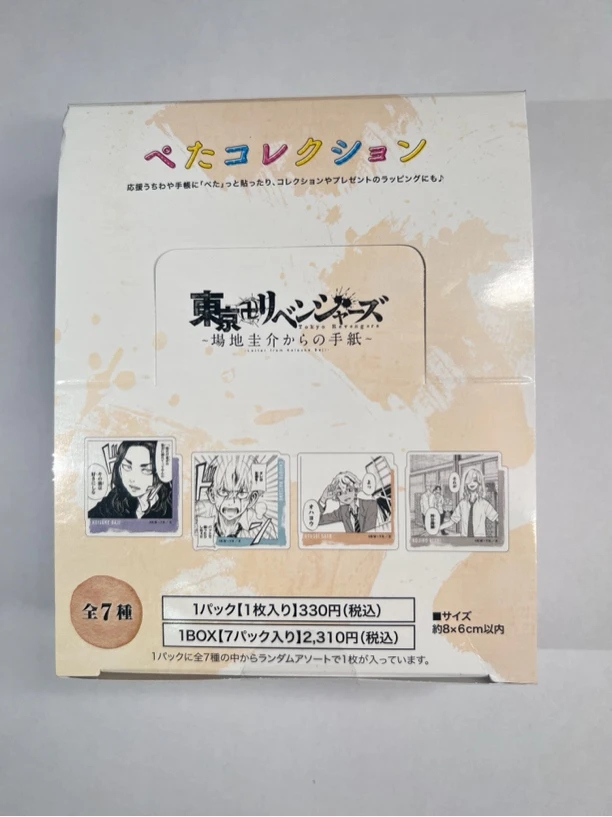 ぺたコレクション
応援うちわや手帳に「ぺた」っと貼ったり、コレクションやプレゼントのラッピングにも♪
東京卍リベンジャーズ
Tokyo Revengers
~場地圭介からの手紙~
オハヨウ
全7種
1パック【1枚入り】330円(税込)
1BOX【7パック入り】2,310円(税込)
■サイズ
約8×6cm以内
1パックに全7種の中からランダムアソートで1枚が入っています。